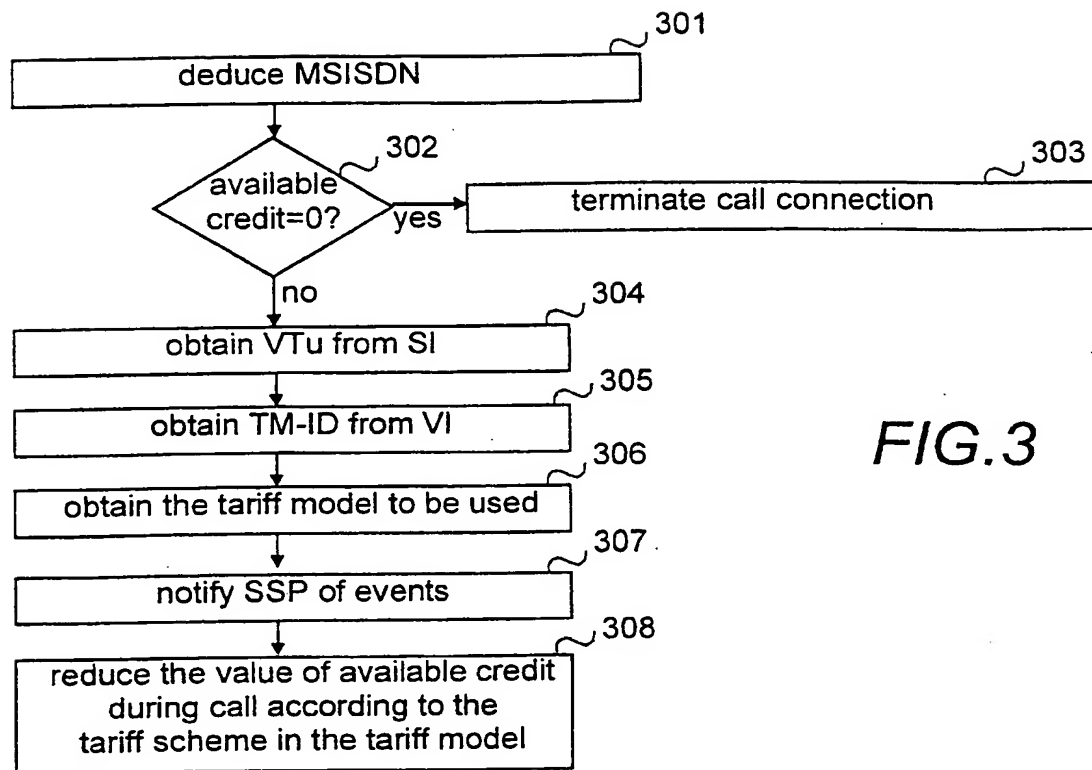 301
deduce MSISDN
302
303
available
credit=0?
yes
terminate call connection
no
304
obtain VTu from SI
305
obtain TM-ID from VI
306
obtain the tariff model to be used
307
notify SSP of events
308
reduce the value of available credit
during call according to the
tariff scheme in the tariff model
FIG.3